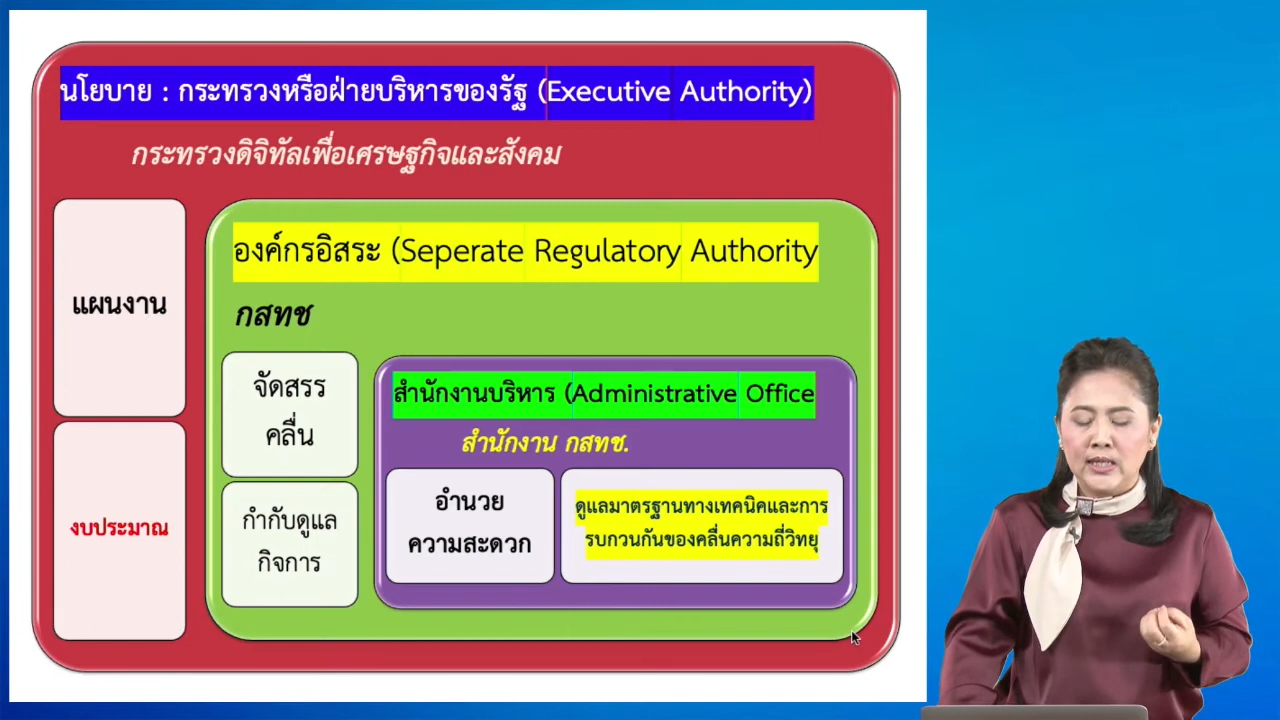 นโยบาย : กระทรวงหรือฝ่ายบริหารของรัฐ (Executive Authority)
กระทรวงดิจิทัลเพื่อเศรษฐกิจและสังคม
แผนงาน
งบประมาณ
องค์กรอิสระ (Seperate Regulatory Authority
กสทช
จัดสรร
คลื่น
กำกับดูแล
กิจการ
สำนักงานบริหาร (Administrative Office
สำนักงาน กสทช.
อำนวย
ความสะดวก
ดูแลมาตรฐานทางเทคนิคและการ
รบกวนกันของคลื่นความถี่วิทยุ